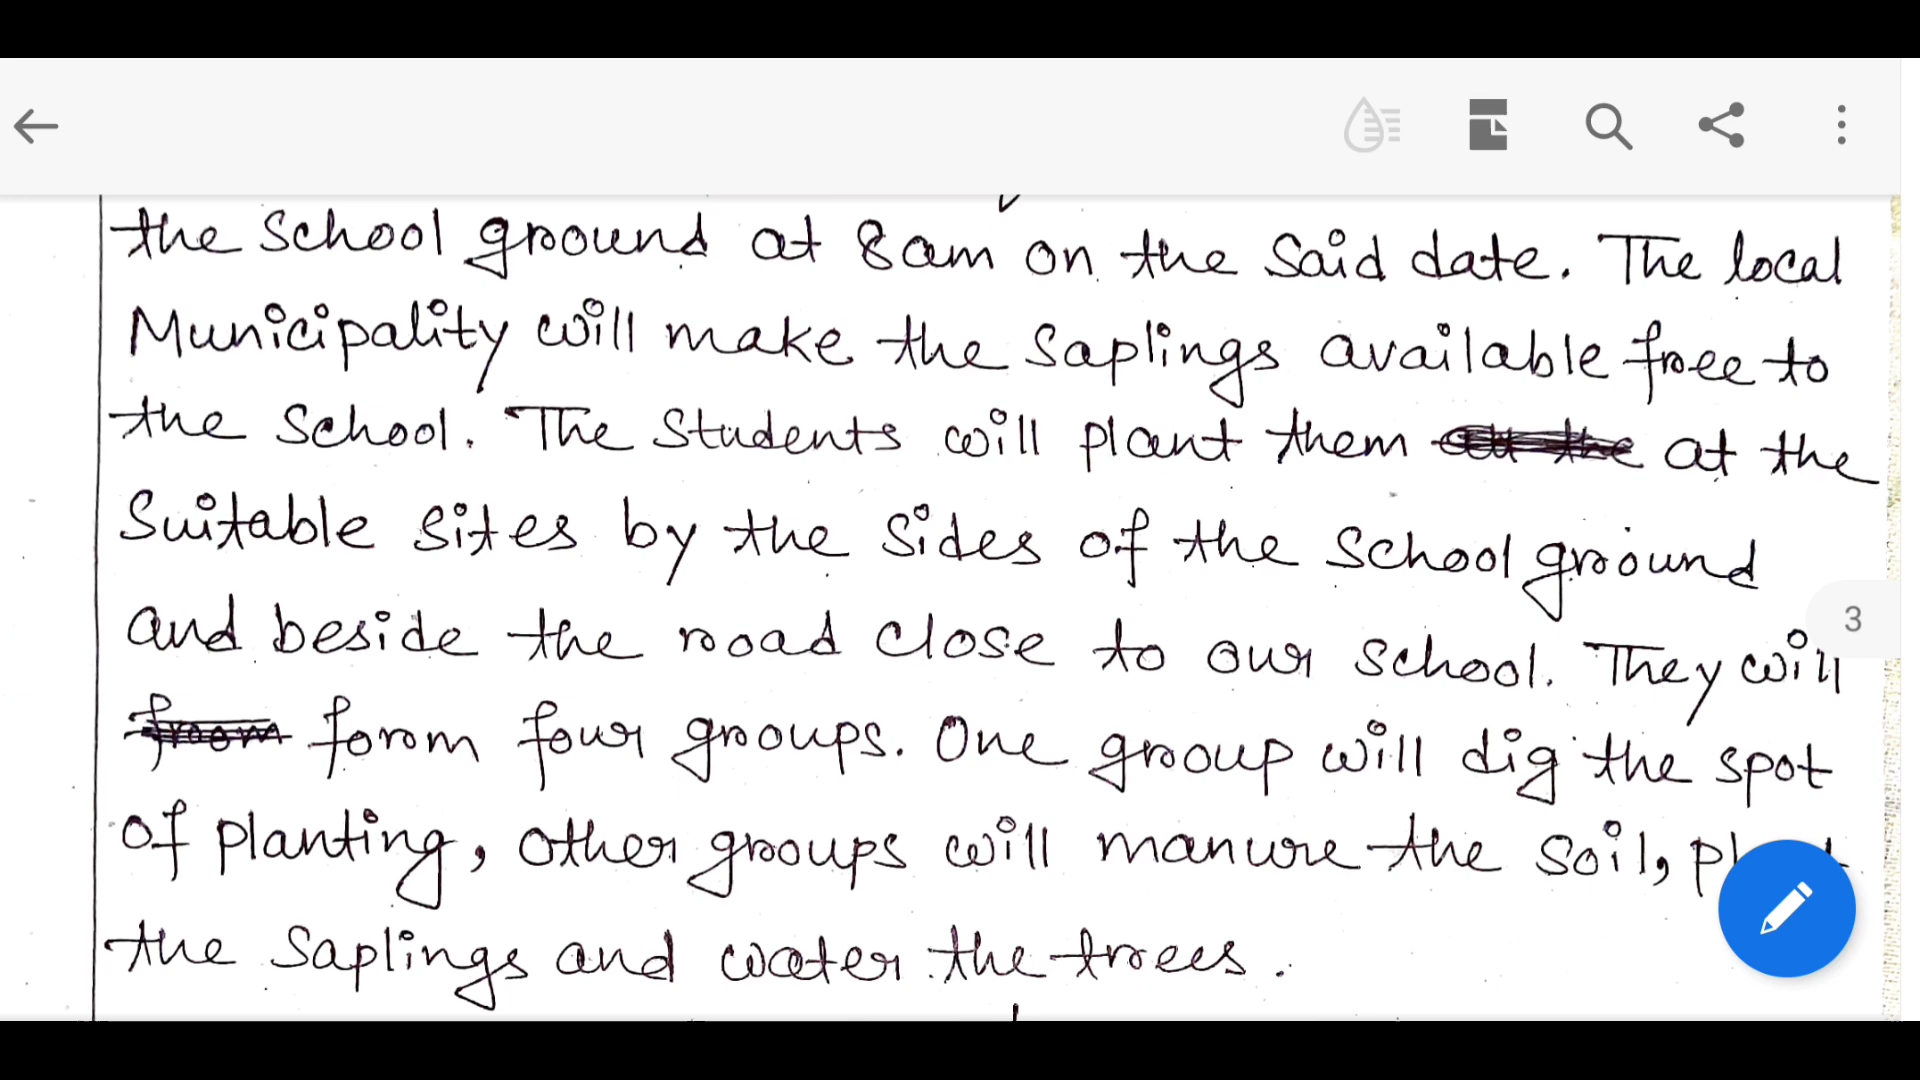 the School ground at 8am on the Said date. The local
Municipality will make the Saplings available free to
the School. The Students will plant them at the
Suitable Sites by the Sides of the School ground
and beside the road close to our School. They will
3
from form four groups. One group will dig the spot
of planting, other groups will manure the Soil,
the Saplings and water the trees.